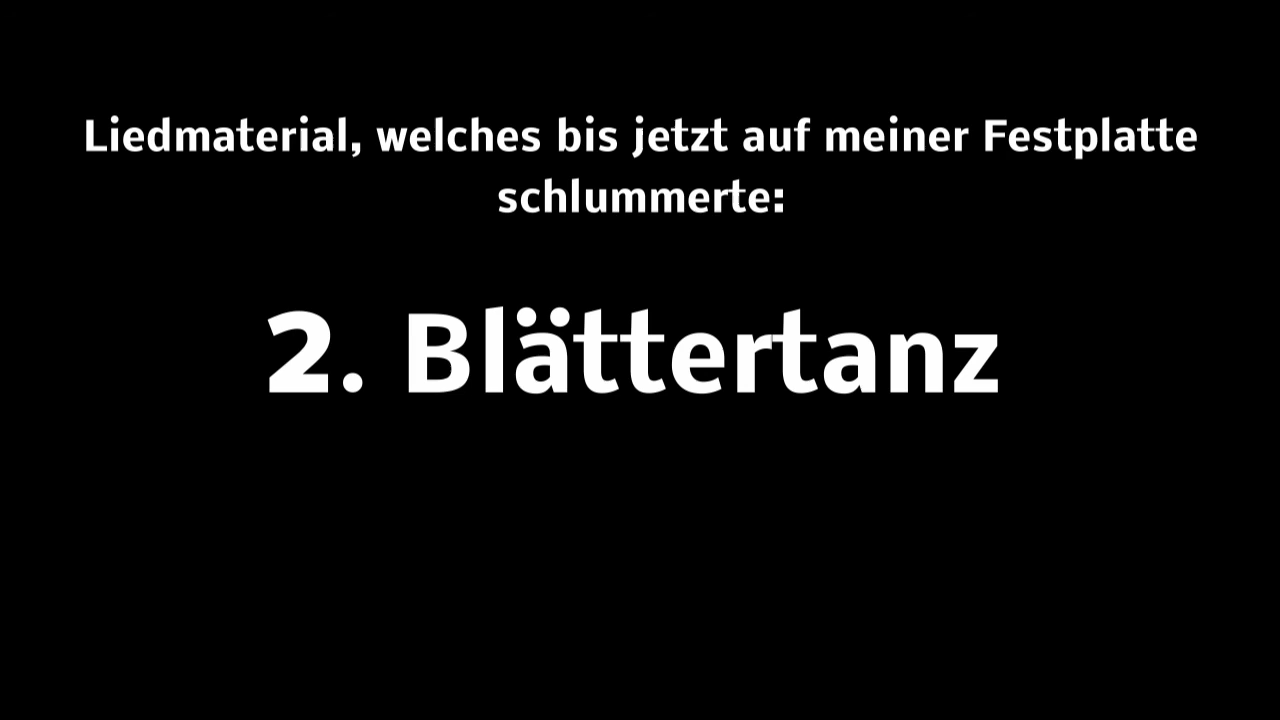 Liedmaterial, welches bis jetzt auf meiner Festplatte
schlummerte:
2. Blättertanz